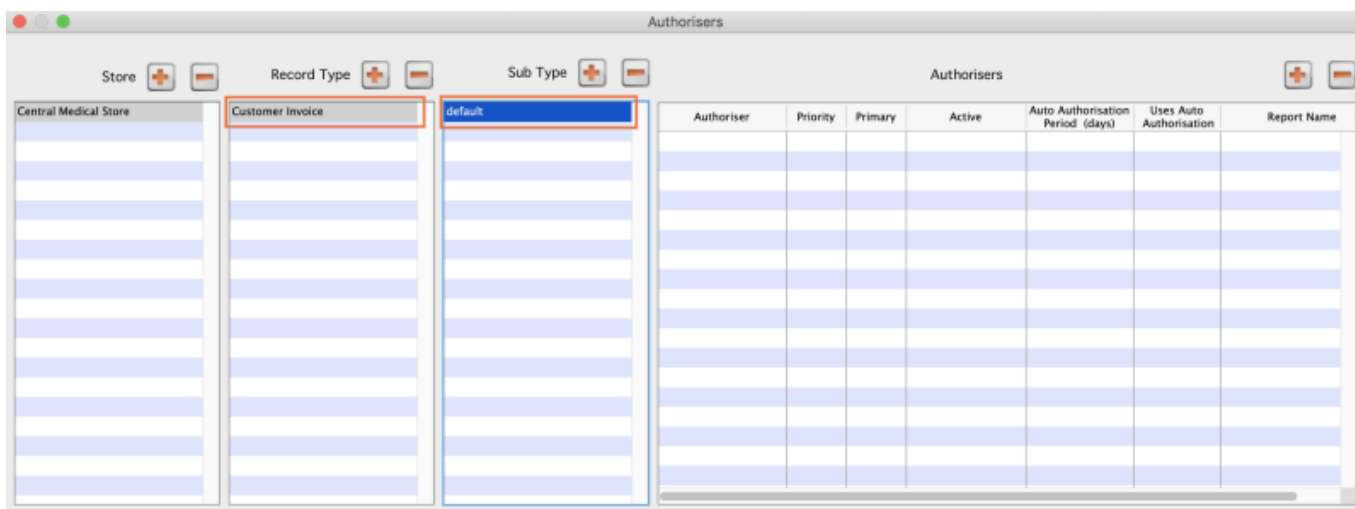 Authorisers
Store
Record Type
Sub Type
Authorisers
Central Medical Store
Customer Invoice
default
Authoriser
Priority
Primary
Active
Auto Authorisation
Period (days)
Uses Auto
Authorisation
Report Name